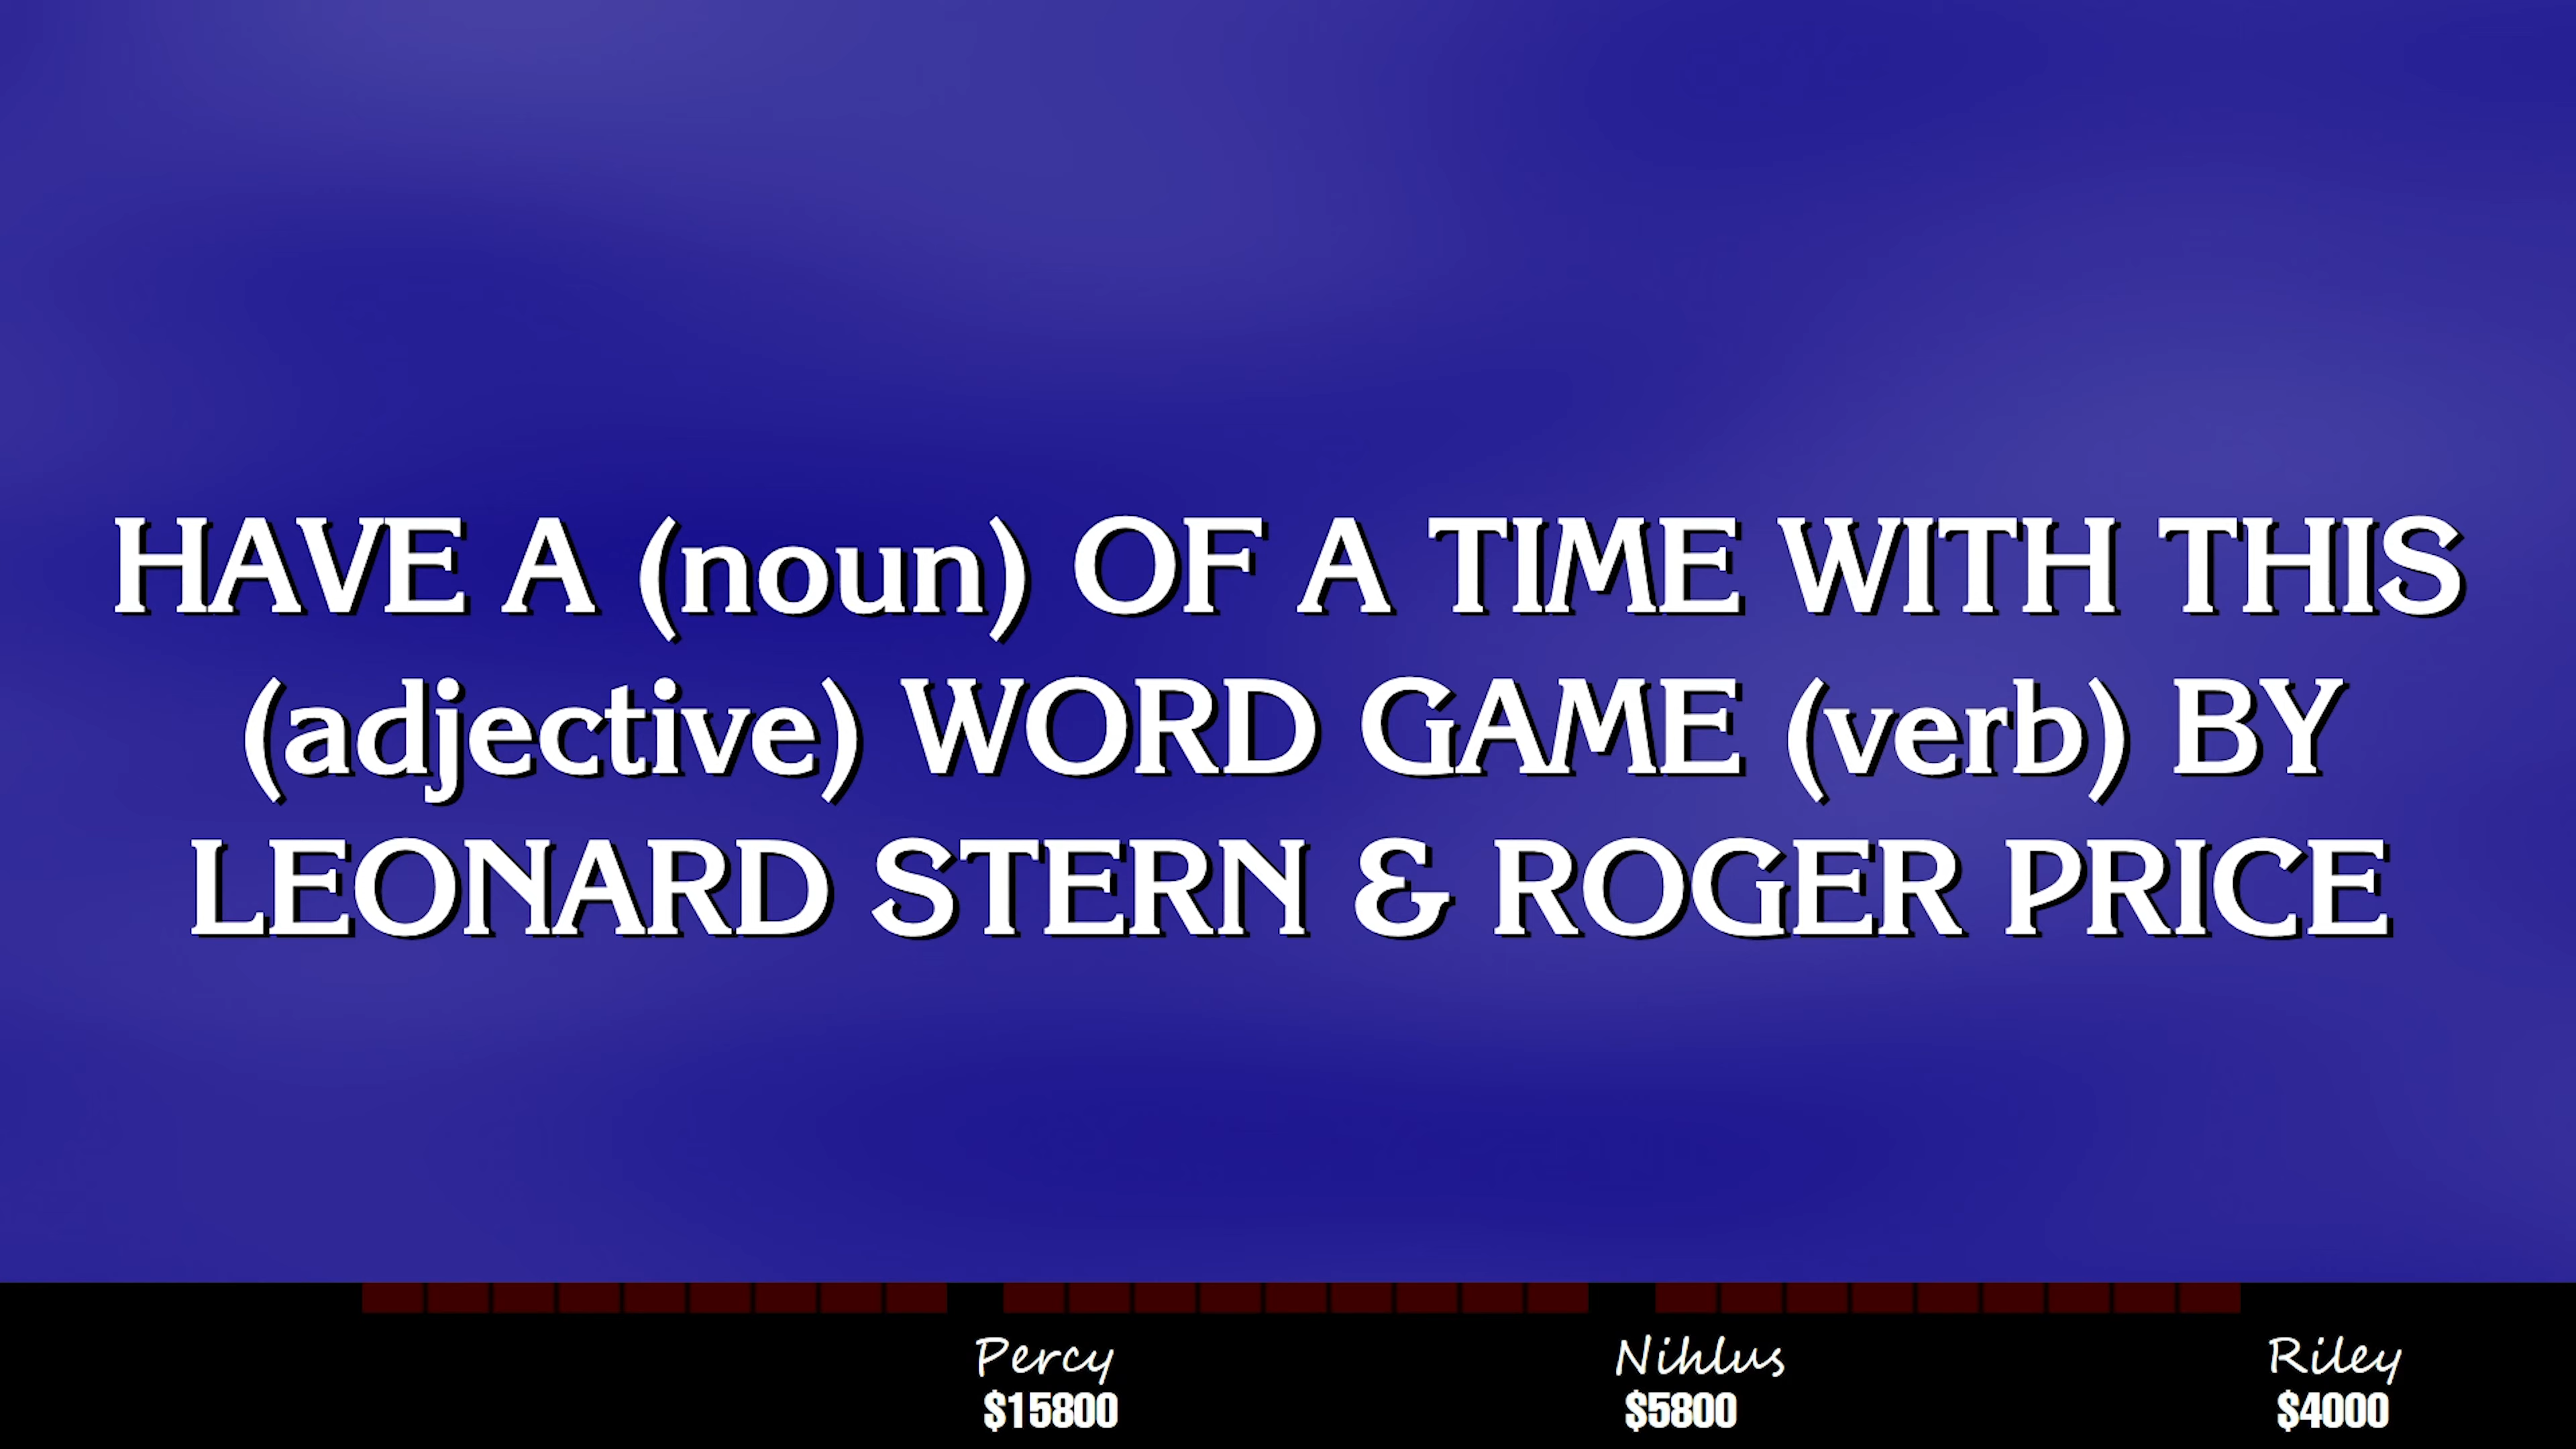 HAVE A (noun) OF A TIME WITH THIS
(adjective) WORD GAME (verb) BY
LEONARD STERN & ROGER PRICE
Percy Nihlus Riley
$15800 $5800 $4000